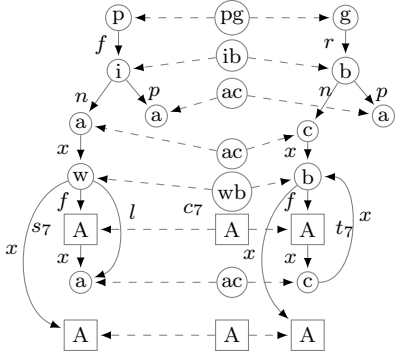 p pg g
f r
i ib b
n p ac n p
a a a
ac c
x x
w wb b
f l c₇ f
s₇ A A A t₇ x
x x x x
a ac c
A A A